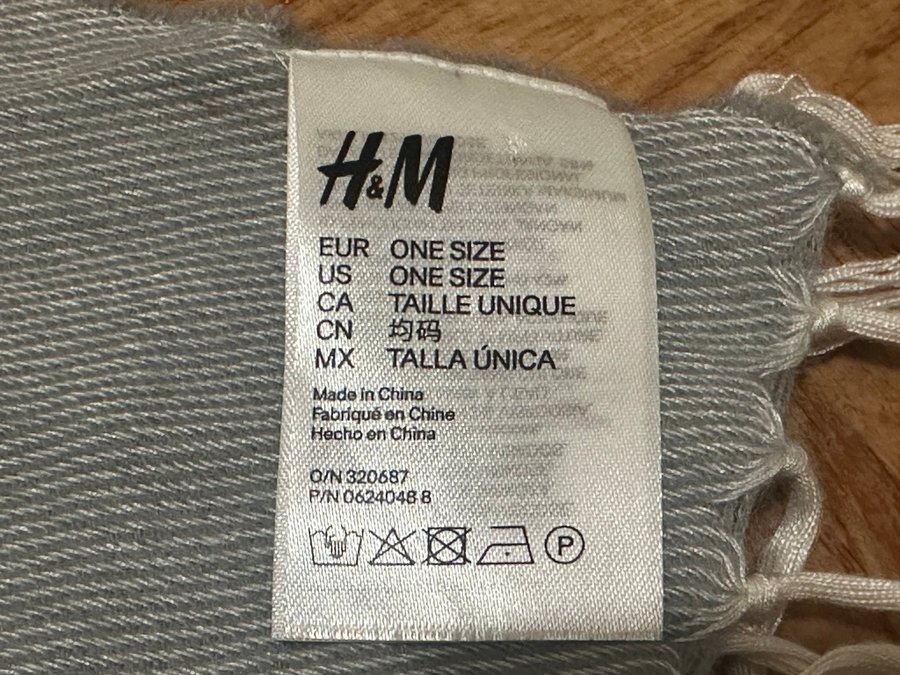 H&M
EUR ONE SIZE
US ONE SIZE
CA TAILLE UNIQUE
CN 均码
MX TALLA ÚNICA
Made in China
Fabriqué en Chine
Hecho en China
O/N 320687
P/N 0624048 8
P